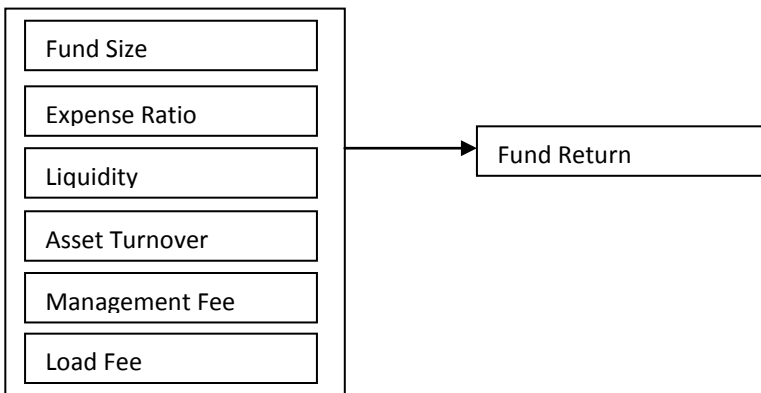 Fund Size
Expense Ratio
Liquidity
Asset Turnover
Management Fee
Load Fee
Fund Return